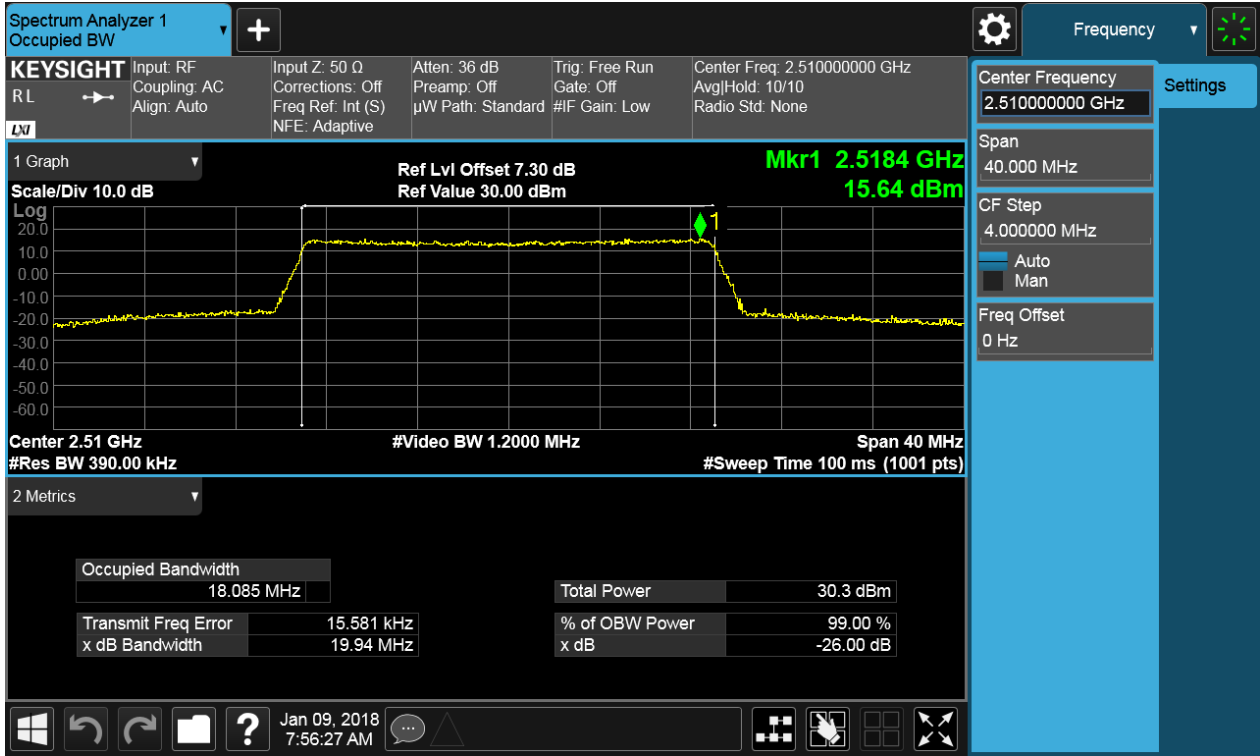 Spectrum Analyzer 1
Occupied BW
Frequency
KEYSIGHT
RL
LXI
Input: RF
Coupling: AC
Align: Auto
Input Z: 50 Ω
Corrections: Off
Freq Ref: Int (S)
NFE: Adaptive
Atten: 36 dB
Preamp: Off
µW Path: Standard
Trig: Free Run
Gate: Off
#IF Gain: Low
Center Freq: 2.510000000 GHz
Avg|Hold: 10/10
Radio Std: None
Center Frequency
2.510000000 GHz
Settings
Span
40.000 MHz
CF Step
4.000000 MHz
Auto
Man
Freq Offset
0 Hz
1 Graph
Scale/Div 10.0 dB
Ref Lvl Offset 7.30 dB
Ref Value 30.00 dBm
Mkr1 2.5184 GHz
15.64 dBm
Log
20.0
10.0
0.00
-10.0
-20.0
-30.0
-40.0
-50.0
-60.0
1
Center 2.51 GHz
#Video BW 1.2000 MHz
Span 40 MHz
#Res BW 390.00 kHz
#Sweep Time 100 ms (1001 pts)
2 Metrics
Occupied Bandwidth
18.085 MHz
Total Power 30.3 dBm
Transmit Freq Error 15.581 kHz
% of OBW Power 99.00 %
x dB Bandwidth 19.94 MHz
x dB -26.00 dB
?
Jan 09, 2018
7:56:27 AM